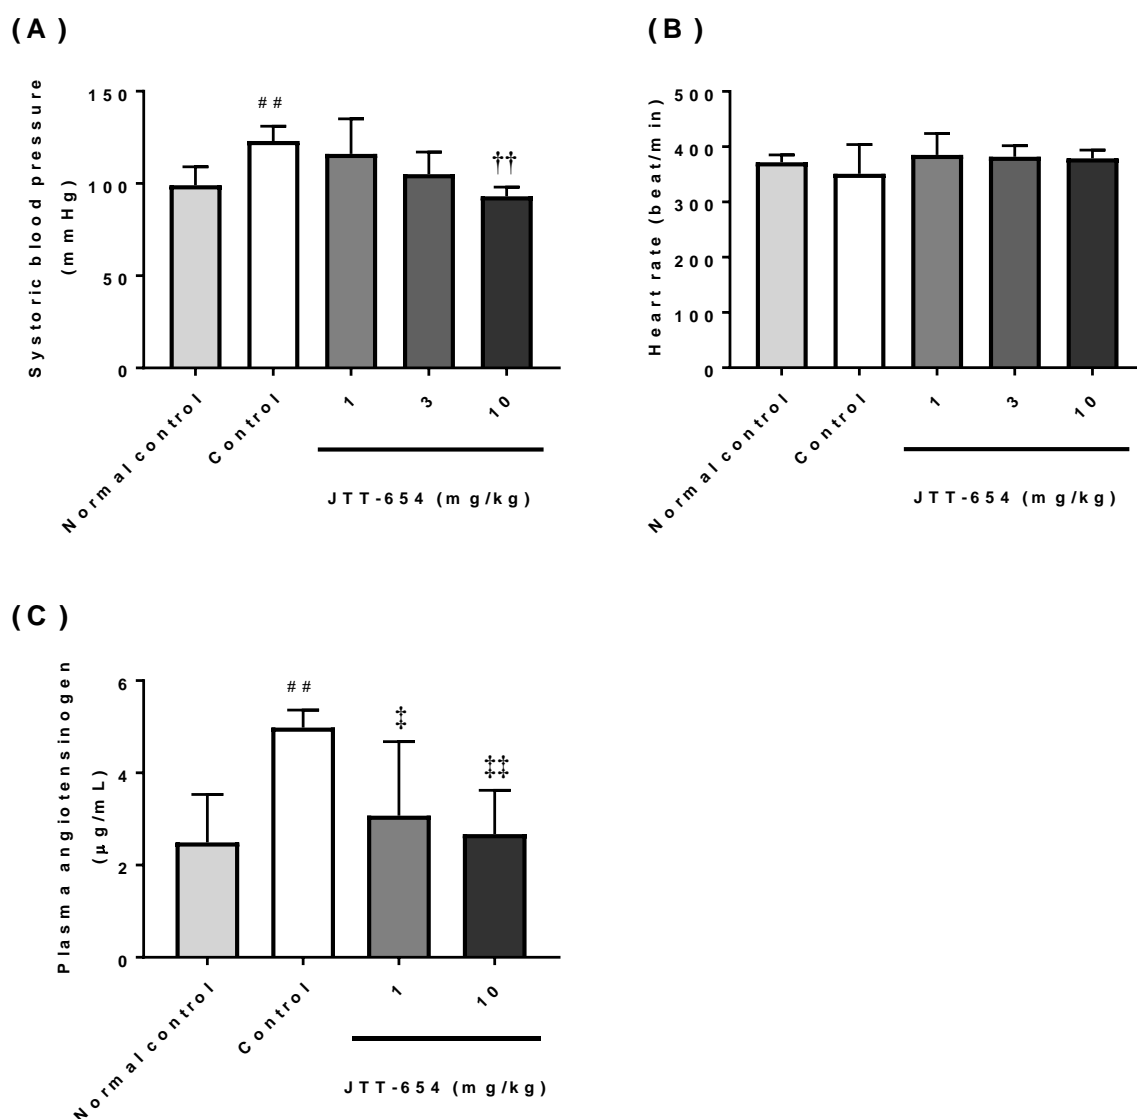 (A)
Systoric blood pressure
(mmHg)
150
100
50
0
##
††
Normal control
Control
1
3
10
JTT-654 (mg/kg)
(B)
Heart rate (beat/min)
500
400
300
200
100
0
Normal control
Control
1
3
10
JTT-654 (mg/kg)
(C)
Plasma angiotensinogen
(μg/mL)
6
4
2
0
##
‡
‡‡
Normal control
Control
1
10
JTT-654 (mg/kg)